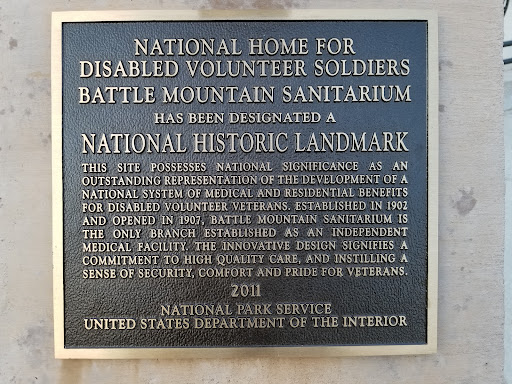 NATIONAL HOME FOR
DISABLED VOLUNTEER SOLDIERS
BATTLE MOUNTAIN SANITARIUM
HAS BEEN DESIGNATED A
NATIONAL HISTORIC LANDMARK
THIS SITE POSSESSES NATIONAL SIGNIFICANCE AS AN
OUTSTANDING REPRESENTATION OF THE DEVELOPMENT OF A
NATIONAL SYSTEM OF MEDICAL AND RESIDENTIAL BENEFITS
FOR DISABLED VOLUNTEER VETERANS. ESTABLISHED IN 1902
AND OPENED IN 1907, BATTLE MOUNTAIN SANITARIUM IS
THE ONLY BRANCH ESTABLISHED AS AN INDEPENDENT
MEDICAL FACILITY. THE INNOVATIVE DESIGN SIGNIFIES A
COMMITMENT TO HIGH QUALITY CARE, AND INSTILLING A
SENSE OF SECURITY, COMFORT AND PRIDE FOR VETERANS.
2011
NATIONAL PARK SERVICE
UNITED STATES DEPARTMENT OF THE INTERIOR